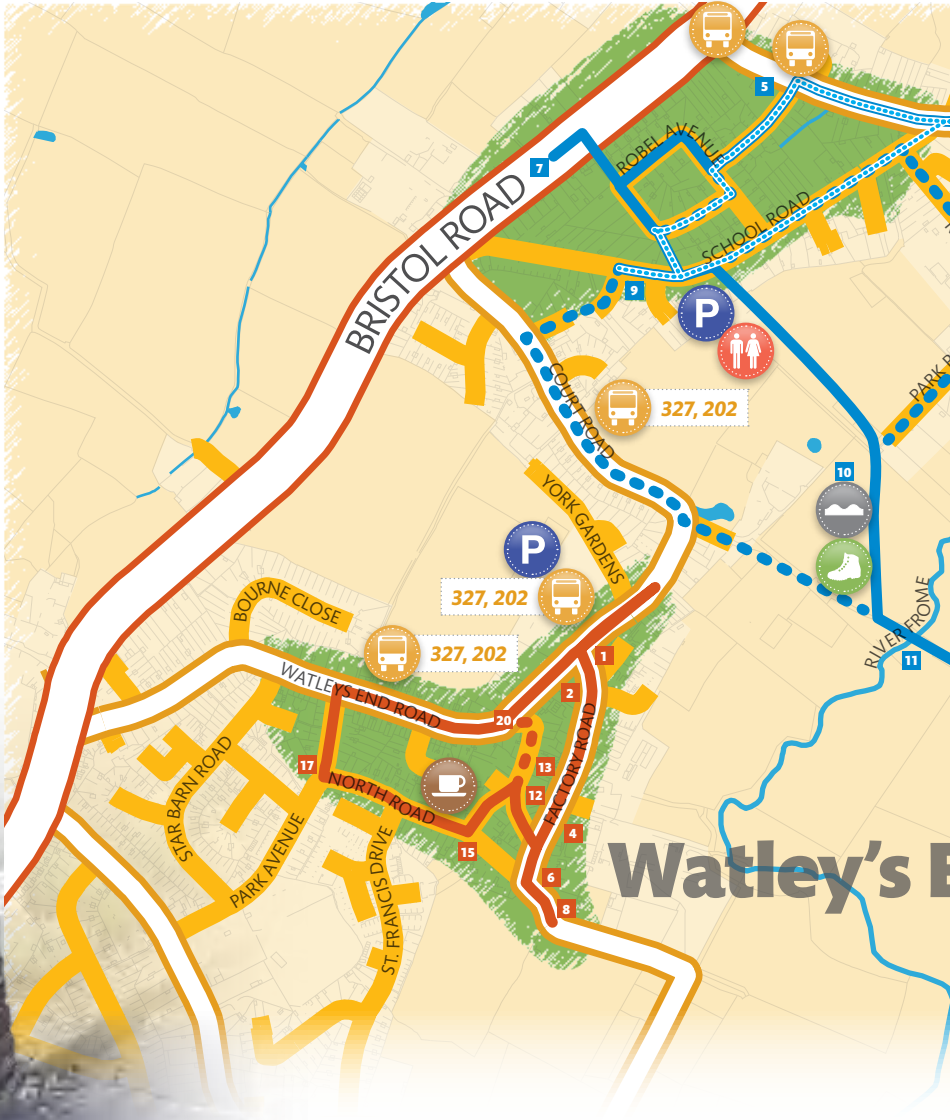 5
7
ROBEL AVENUE
BRISTOL ROAD
SCHOOL ROAD
9
P
COURT ROAD
327, 202
PARK
10
YORK GARDENS
P
327, 202
BOURNE CLOSE
327, 202
RIVER FROME
11
1
WATLEYS END ROAD
2
20
17
13
STAR BARN ROAD
NORTH ROAD
12
FACTORY ROAD
4
PARK AVENUE
15
ST. FRANCIS DRIVE
6
Watley's E
8